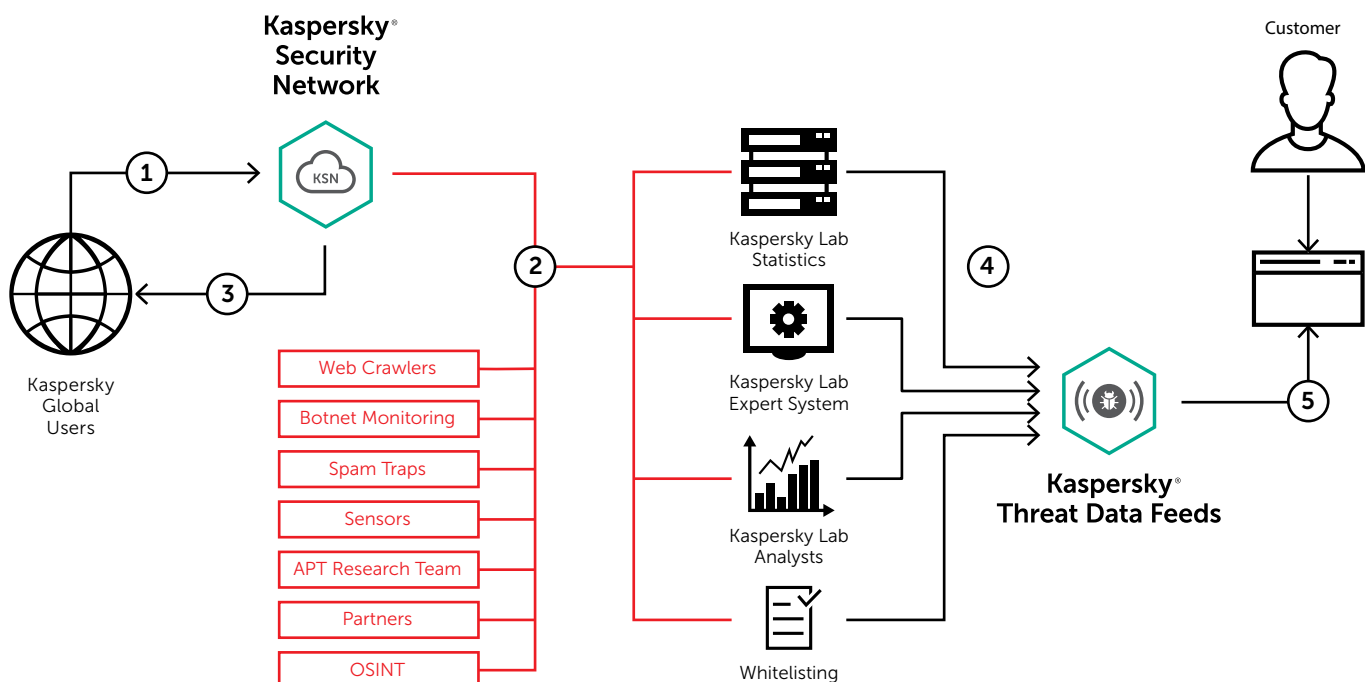 Kaspersky®
Security
Network
Customer
1
KSN
Kaspersky Lab
Statistics
2
4
3
Kaspersky
Global
Users
Web Crawlers
Botnet Monitoring
Spam Traps
Sensors
APT Research Team
Partners
OSINT
Kaspersky Lab
Expert System
Kaspersky Lab
Analysts
Whitelisting
5
Kaspersky®
Threat Data Feeds